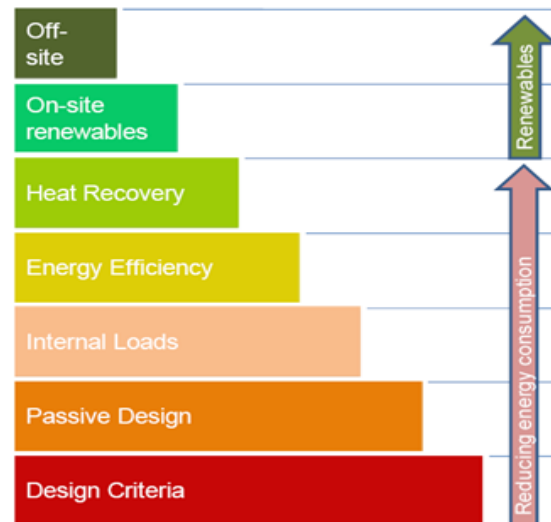 Off-
site
On-site
renewables
Heat Recovery
Energy Efficiency
Internal Loads
Passive Design
Design Criteria
Renewables
Reducing energy consumption